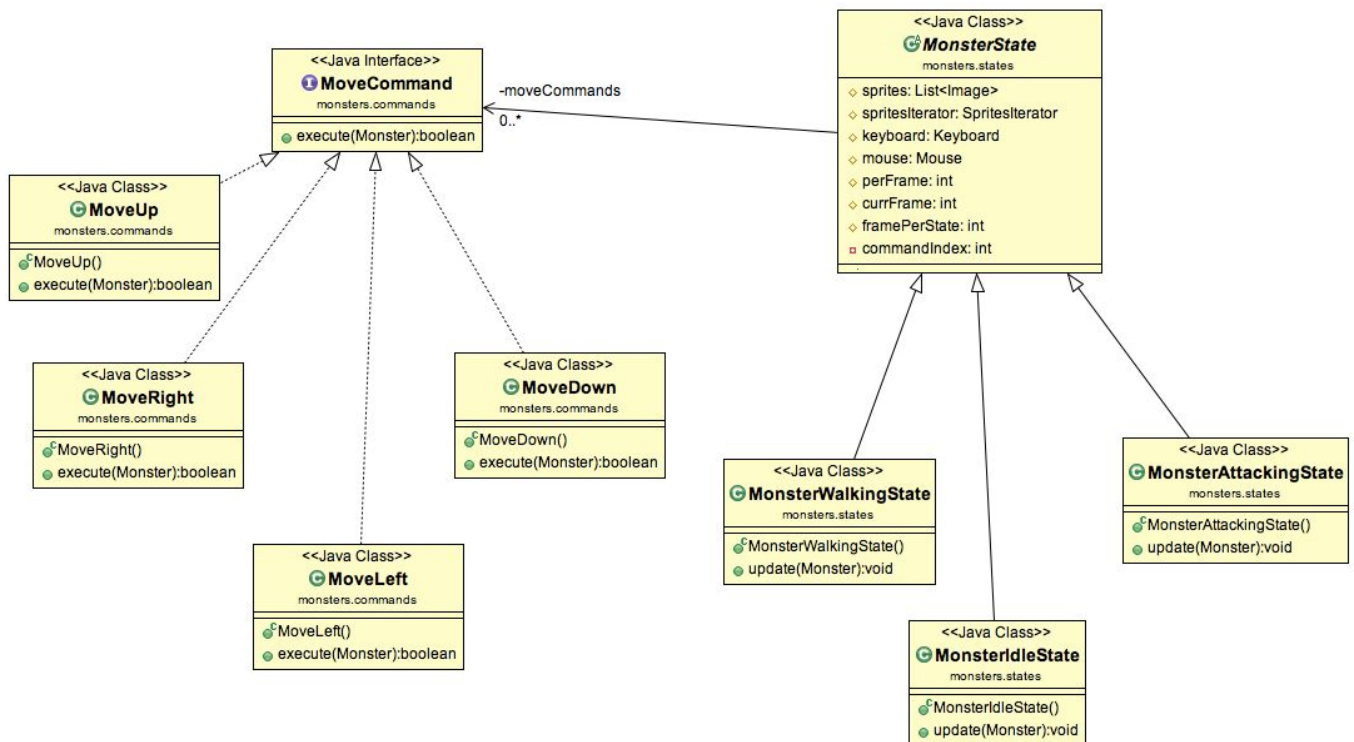 <<Java Interface>>
MoveCommand
monsters.commands
execute(Monster):boolean
-moveCommands
0..*
<<Java Class>>
MonsterState
monsters.states
sprites: List<Image>
spritesIterator: SpritesIterator
keyboard: Keyboard
mouse: Mouse
perFrame: int
currFrame: int
framePerState: int
commandIndex: int
<<Java Class>>
MoveUp
monsters.commands
MoveUp()
execute(Monster):boolean
<<Java Class>>
MoveRight
monsters.commands
MoveRight()
execute(Monster):boolean
<<Java Class>>
MoveDown
monsters.commands
MoveDown()
execute(Monster):boolean
<<Java Class>>
MoveLeft
monsters.commands
MoveLeft()
execute(Monster):boolean
<<Java Class>>
MonsterWalkingState
monsters.states
MonsterWalkingState()
update(Monster):void
<<Java Class>>
MonsterAttackingState
monsters.states
MonsterAttackingState()
update(Monster):void
<<Java Class>>
MonsterIdleState
monsters.states
MonsterIdleState()
update(Monster):void